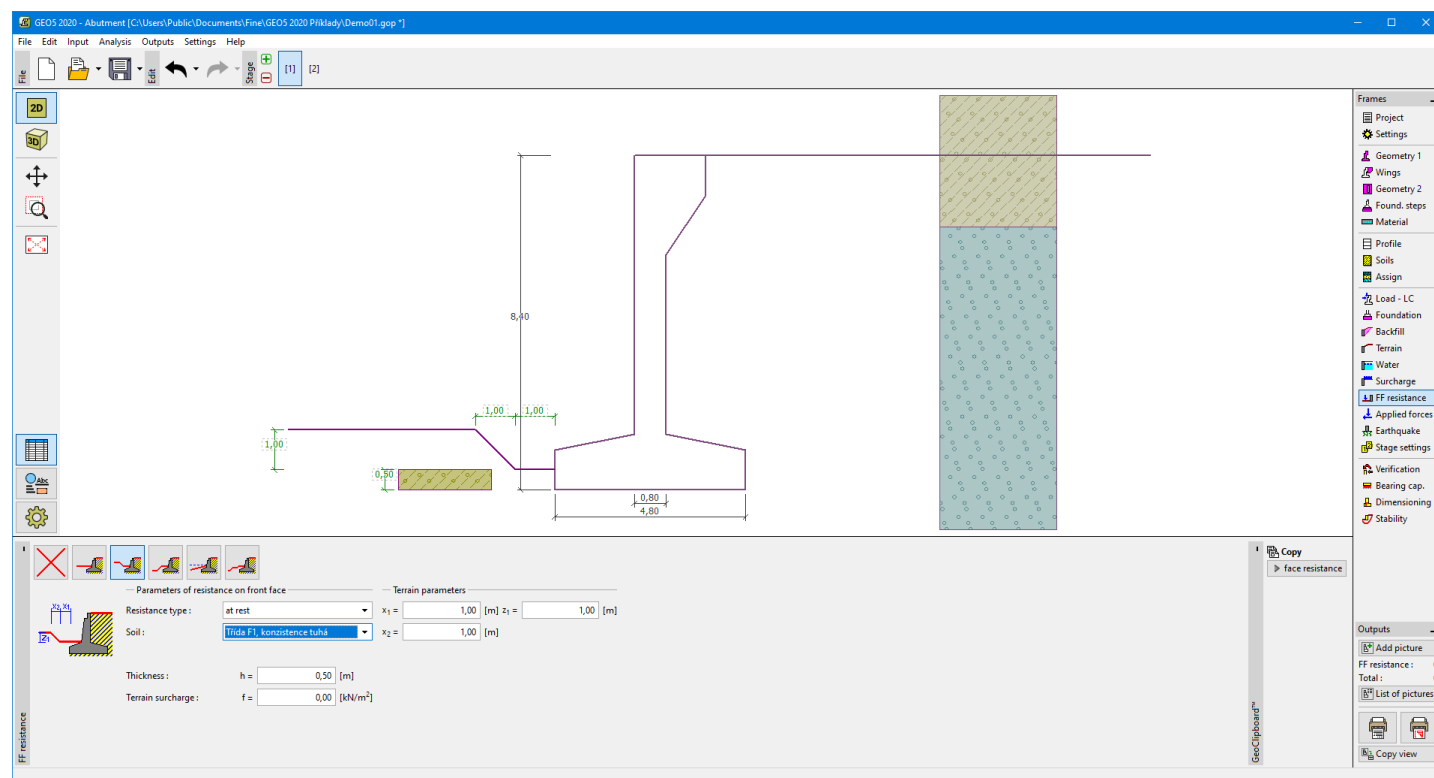 GEO5 2020 - Abutment [C:\Users\Public\Documents\Fine\GEO5 2020 Příklady\Demo01.gop *]
File Edit Input Analysis Outputs Settings Help
File
Edit
Stage
[1]
[2]
2D
3D
Abc
8,40
1,00
1,00
1,00
0,50
0,80
4,80
Frames
Project
Settings
Geometry 1
Wings
Geometry 2
Found. steps
Material
Profile
Soils
Assign
Load - LC
Foundation
Backfill
Terrain
Water
Surcharge
FF resistance
Applied forces
Earthquake
Stage settings
Verification
Bearing cap.
Dimensioning
Stability
FF resistance
Parameters of resistance on front face
Resistance type : at rest
Soil : Třída F1, konzistence tuhá
Thickness : h = 0,50 [m]
Terrain surcharge : f = 0,00 [kN/m²]
Terrain parameters
x₁ = 1,00 [m] z₁ = 1,00 [m]
x₂ = 1,00 [m]
x₂ x₁
z₁
GeoClipboard™
Copy
face resistance
Outputs
Add picture
FF resistance :
Total :
List of pictures
Copy view